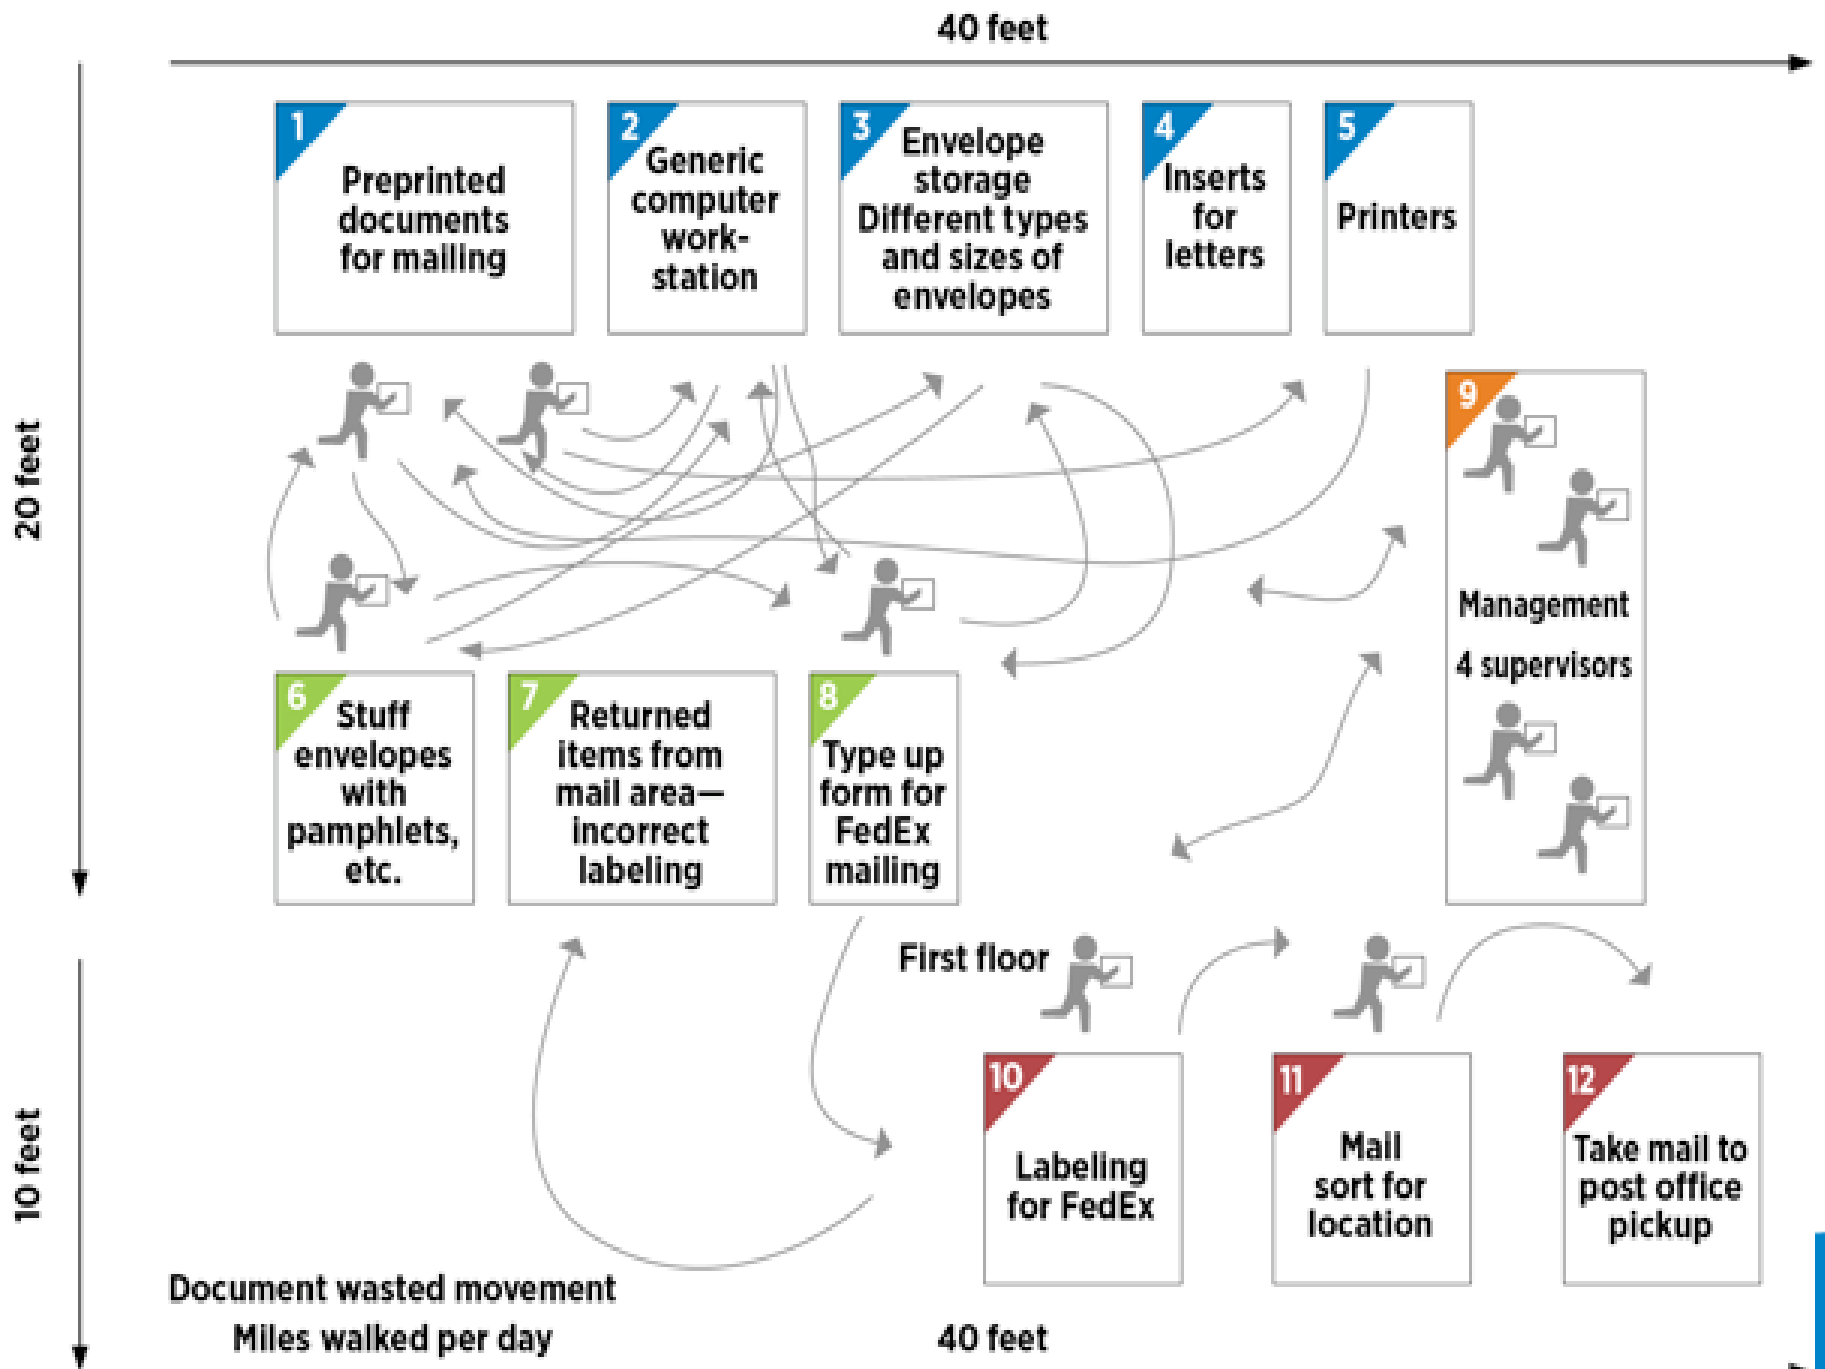 40 feet
20 feet
1
Preprinted
documents
for mailing
2
Generic
computer
work-
station
3
Envelope
storage
Different types
and sizes of
envelopes
4
Inserts
for
letters
5
Printers
9
Management
4 supervisors
6
Stuff
envelopes
with
pamphlets,
etc.
7
Returned
items from
mail area—
incorrect
labeling
8
Type up
form for
FedEx
mailing
10 feet
First floor
10
Labeling
for FedEx
11
Mail
sort for
location
12
Take mail to
post office
pickup
Document wasted movement
Miles walked per day
40 feet